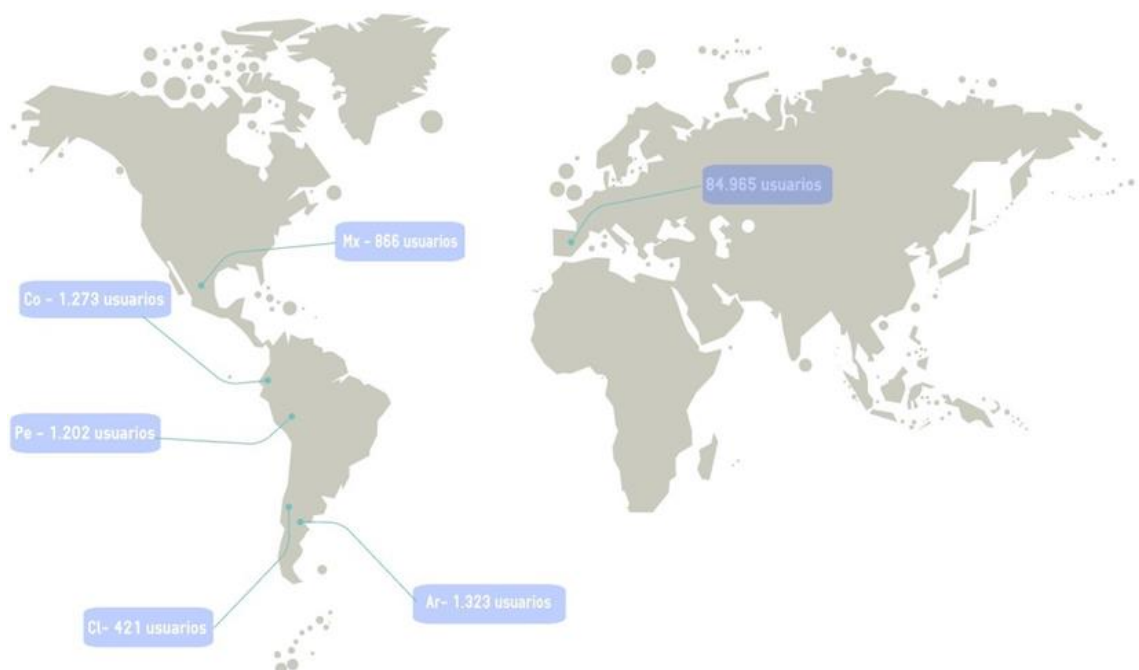 84.965 usuarios
Mx - 866 usuarios
Co - 1.273 usuarios
Pe - 1.202 usuarios
Ar- 1.323 usuarios
Cl- 421 usuarios